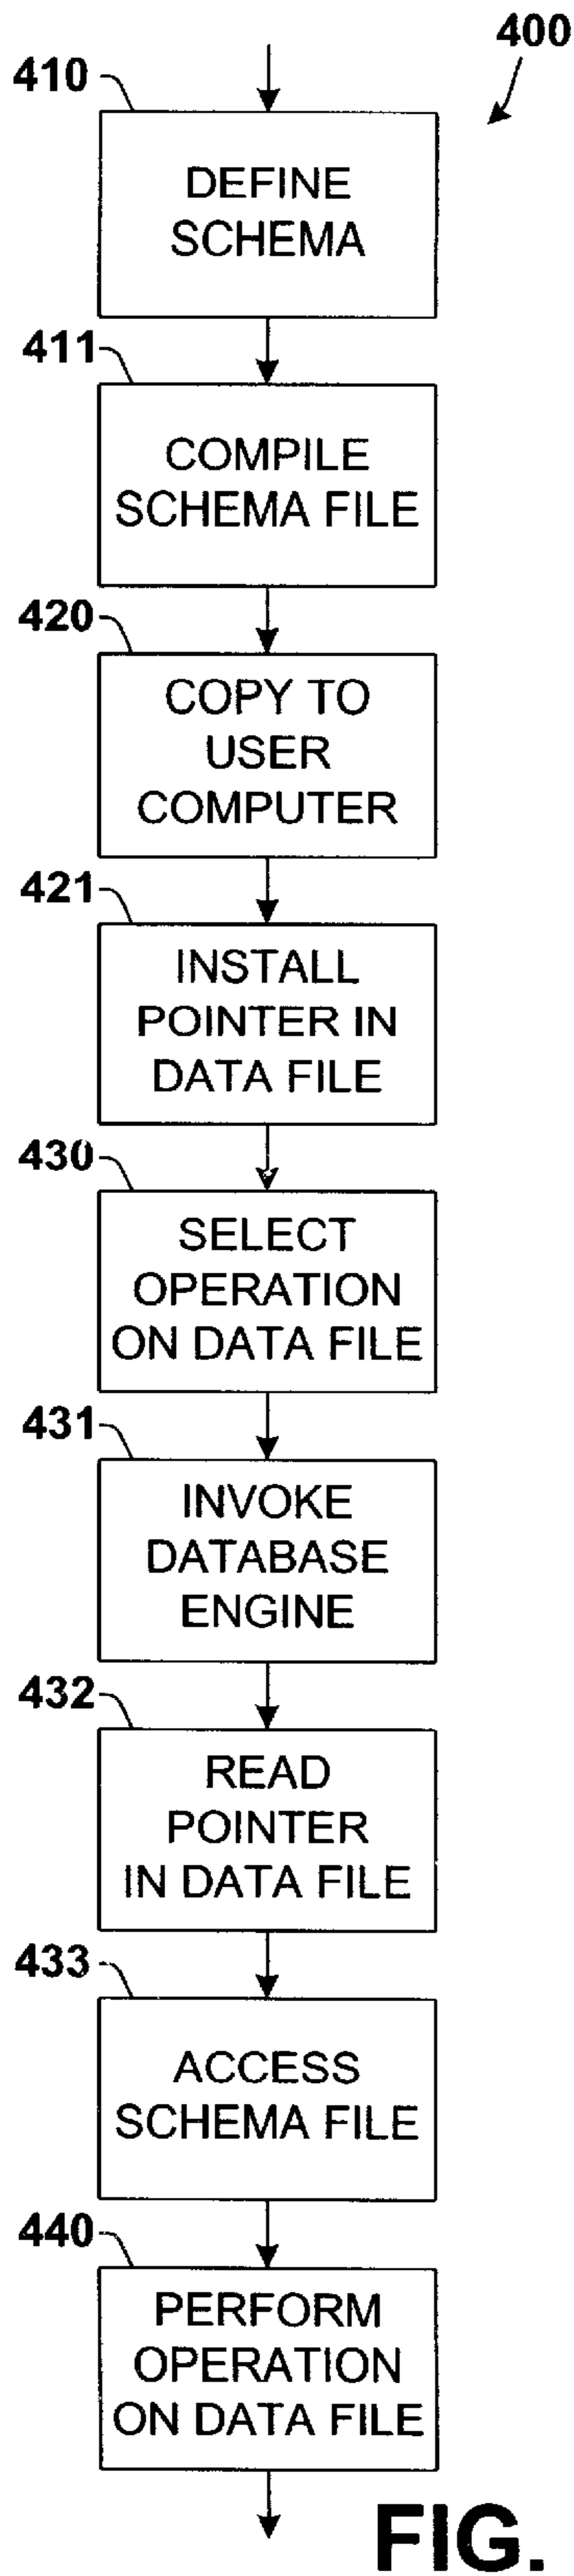 400
410
DEFINE
SCHEMA
411
COMPILE
SCHEMA FILE
420
COPY TO
USER
COMPUTER
421
INSTALL
POINTER IN
DATA FILE
430
SELECT
OPERATION
ON DATA FILE
431
INVOKE
DATABASE
ENGINE
432
READ
POINTER
IN DATA FILE
433
ACCESS
SCHEMA FILE
440
PERFORM
OPERATION
ON DATA FILE
FIG.